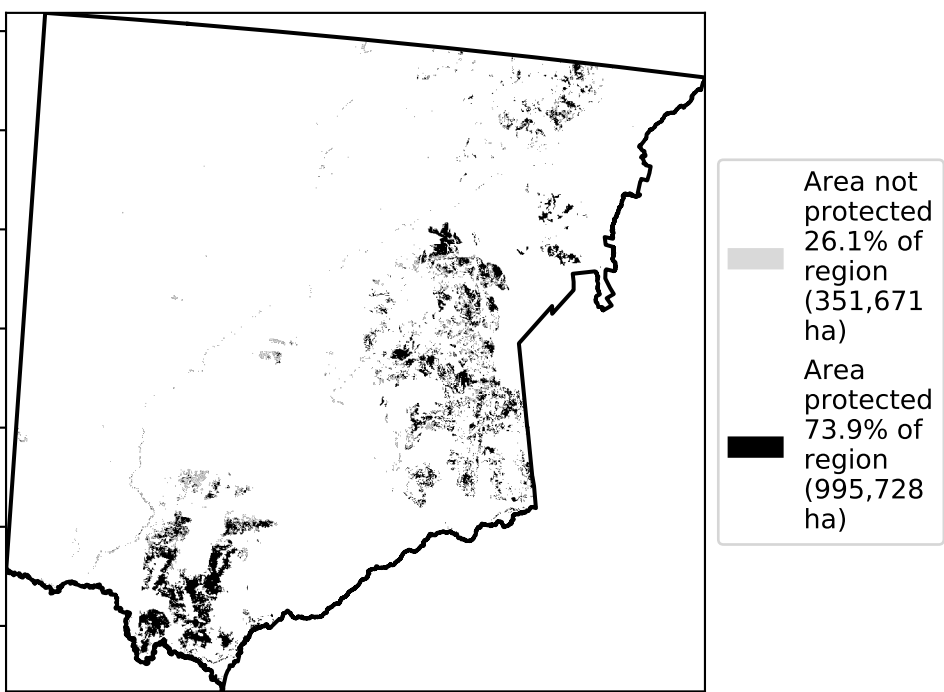 Area not
protected
26.1% of
region
(351,671
ha)
Area
protected
73.9% of
region
(995,728
ha)